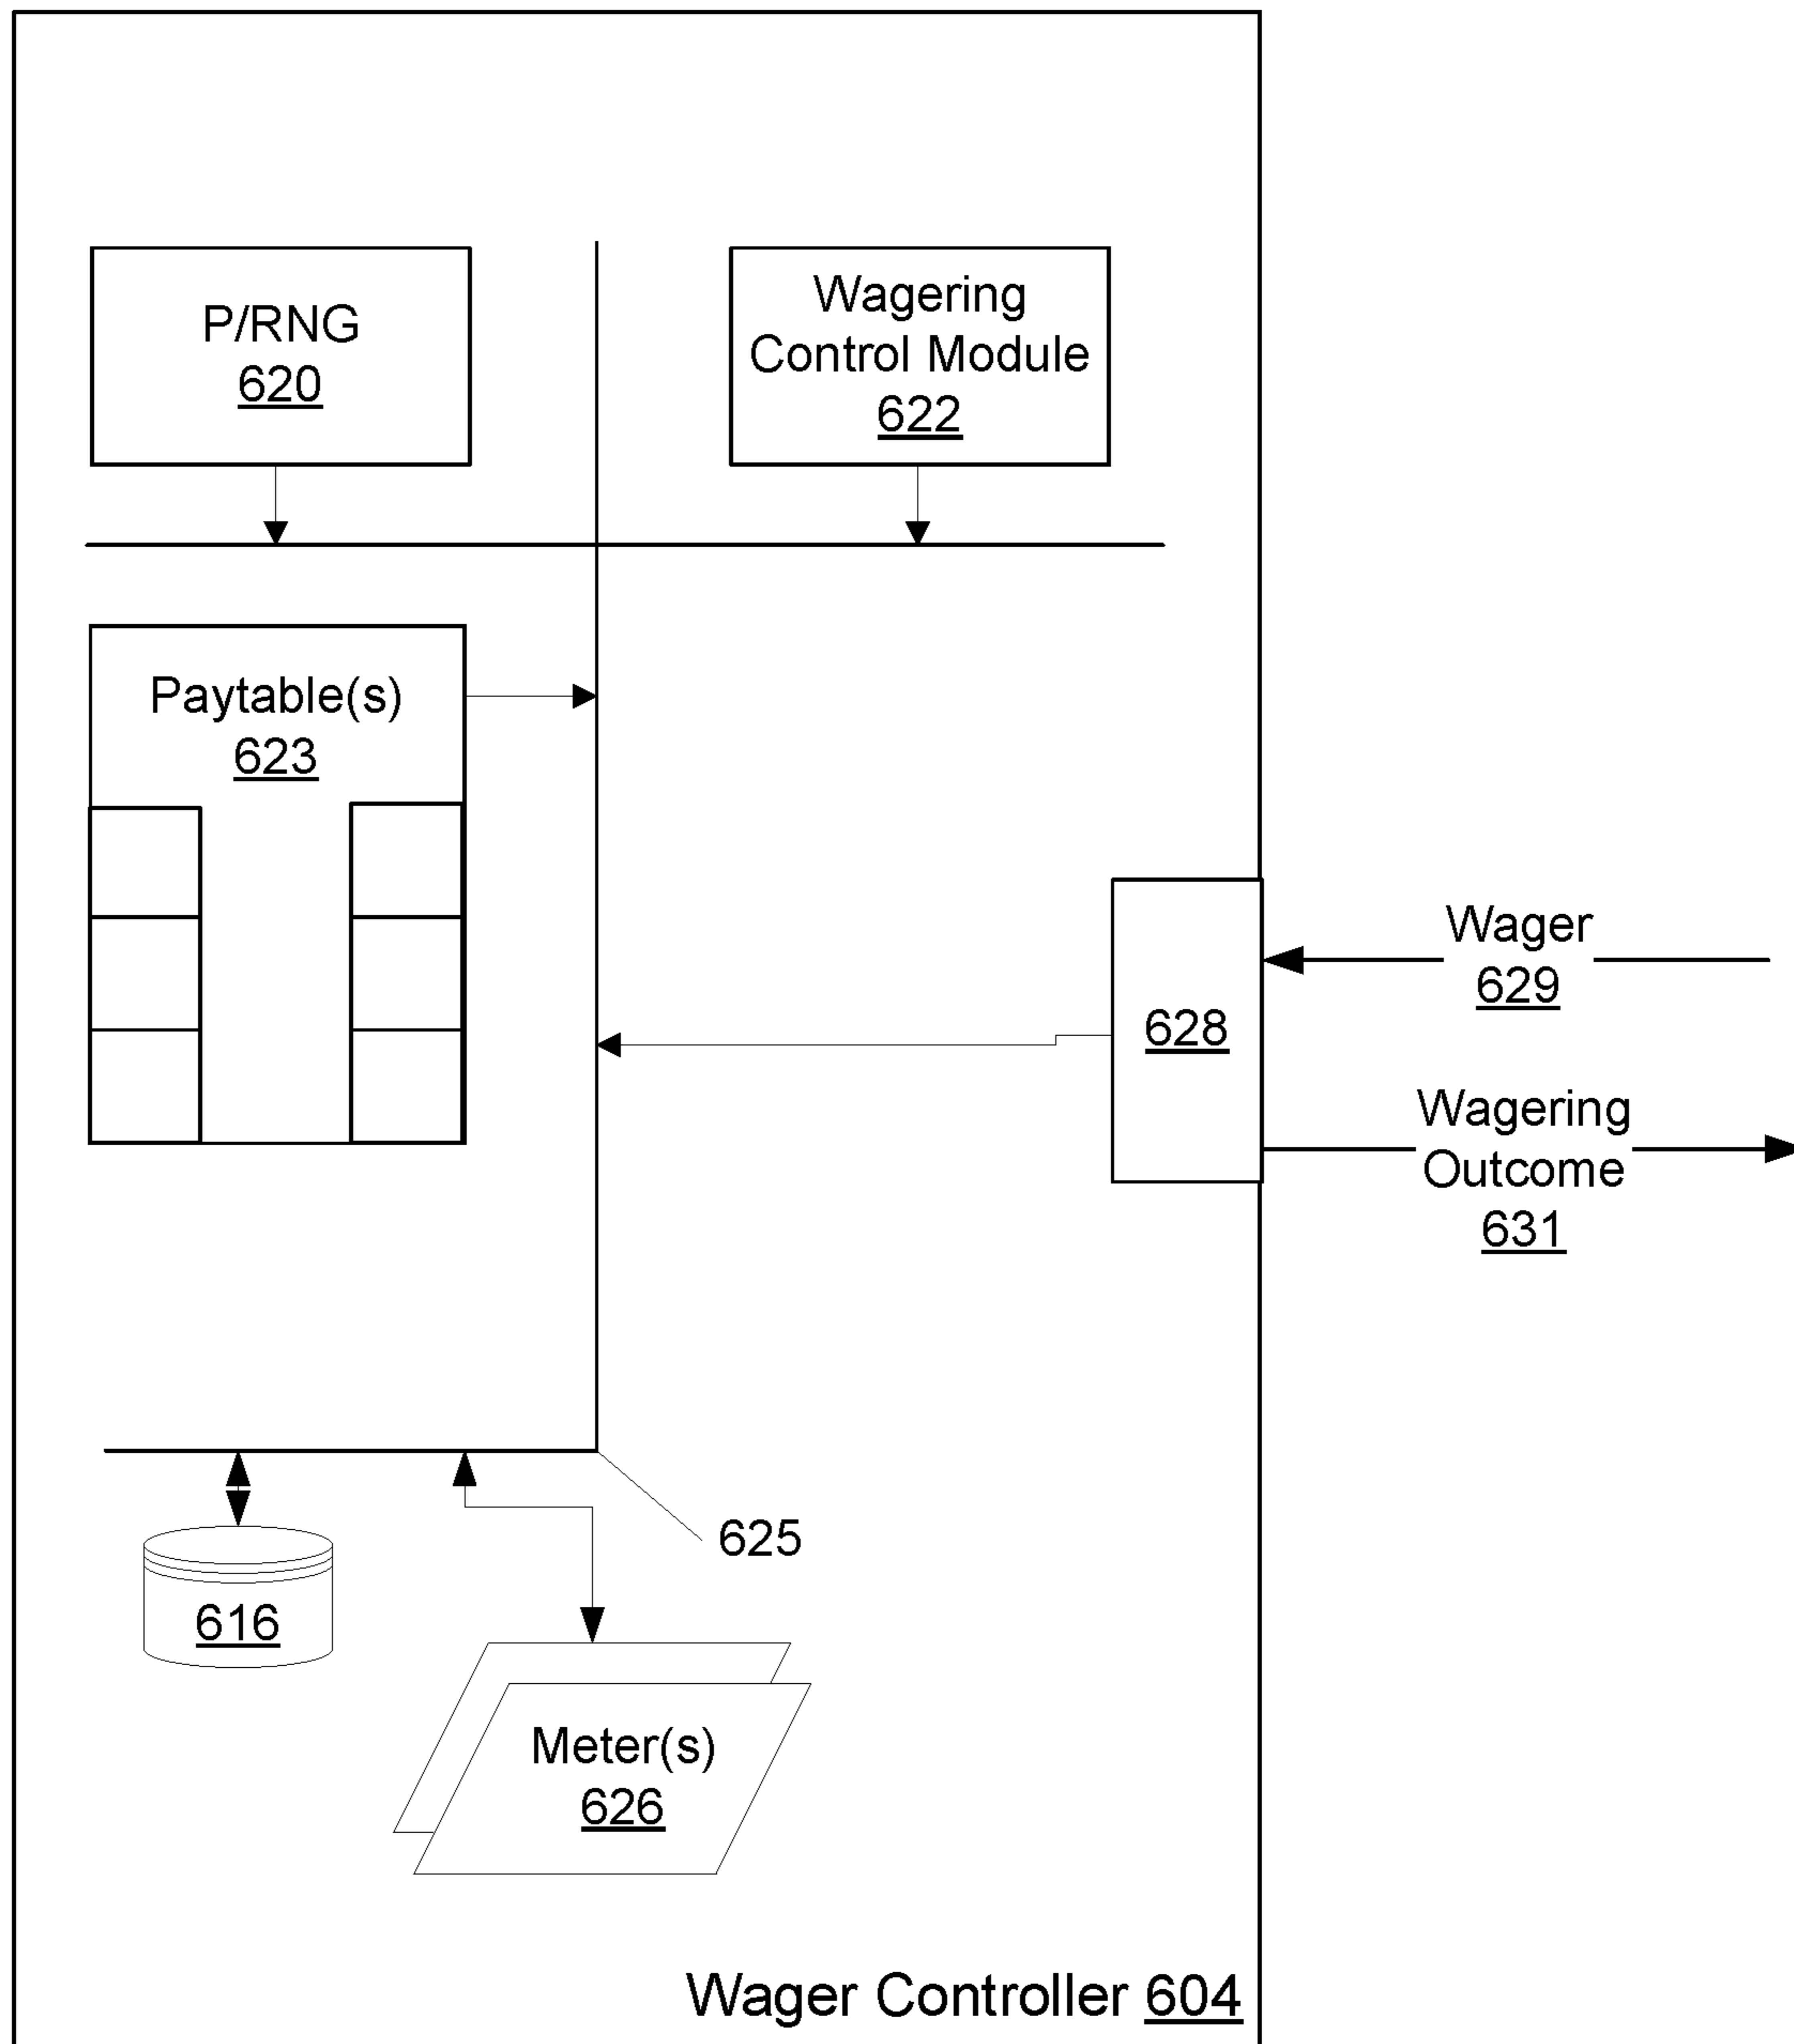 P/RNG
620
Wagering
Control Module
622
Paytable(s)
623
Wager
629
628
Wagering
Outcome
631
625
616
Meter(s)
626
Wager Controller 604